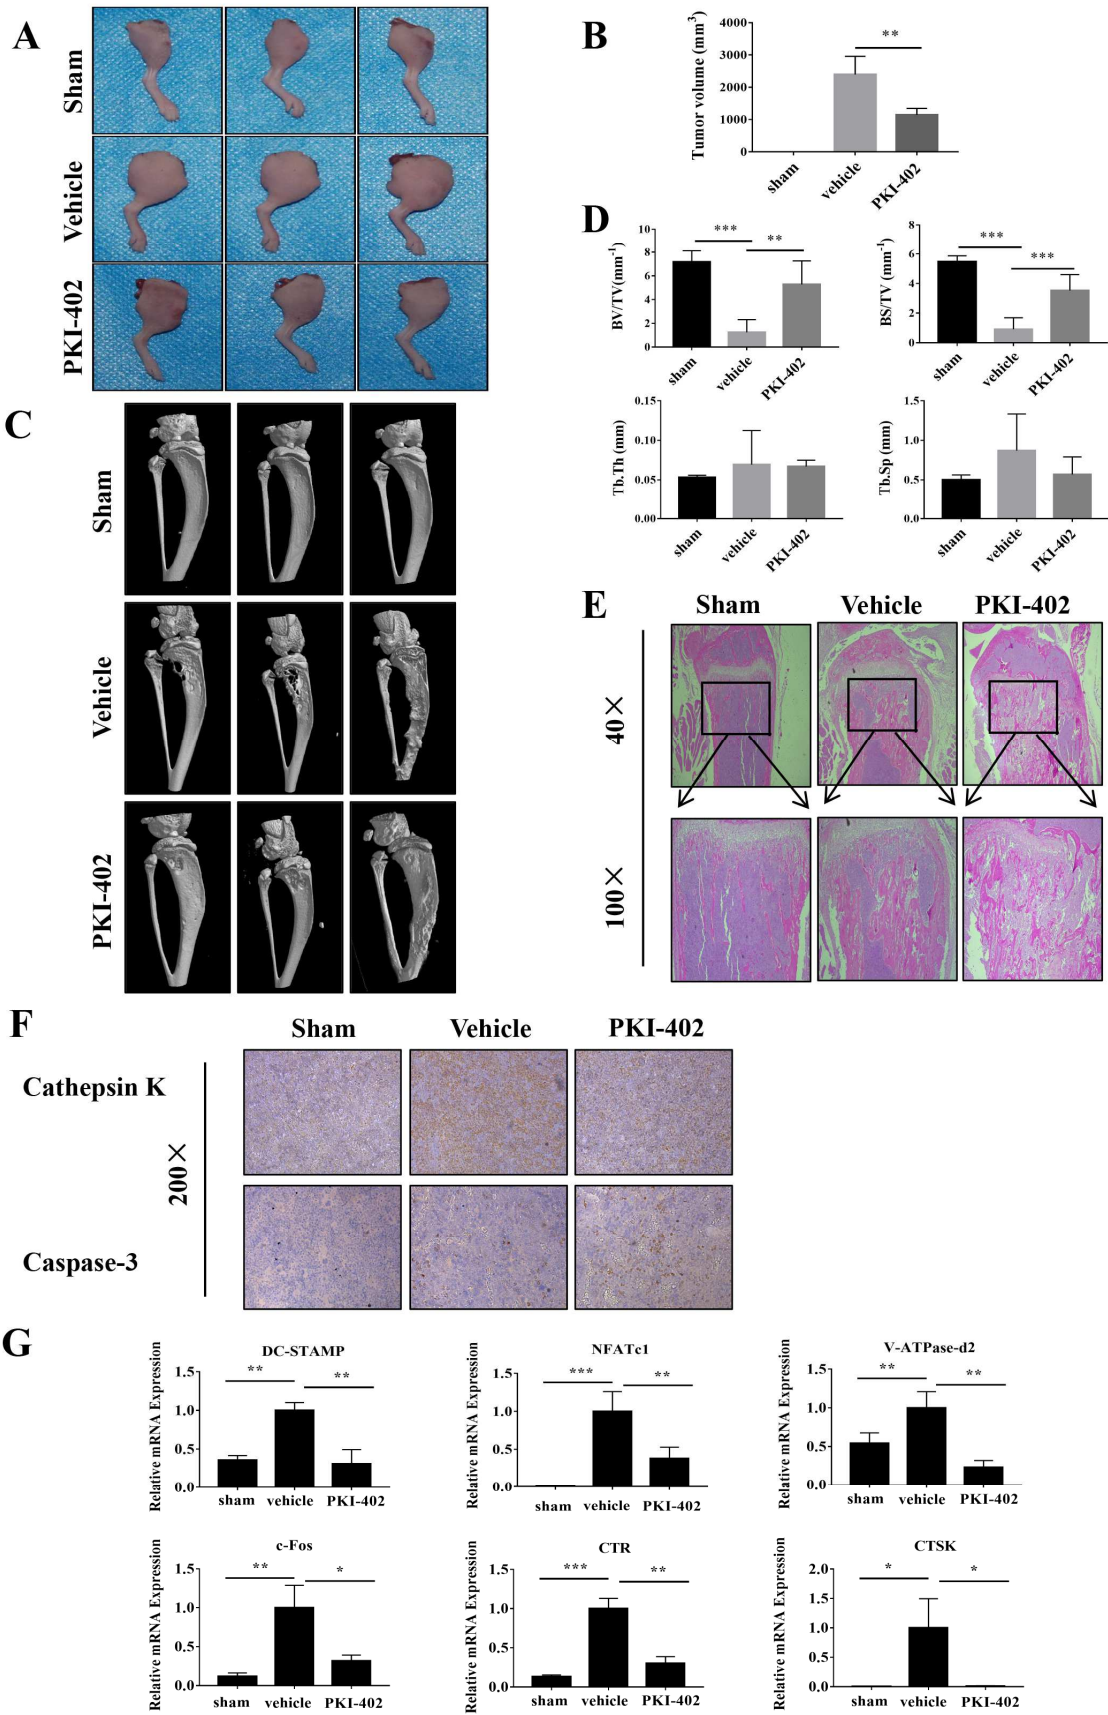 A
Sham
Vehicle
PKI-402
B
Tumor volume (mm³)
4000
3000
2000
1000
0
**
sham
vehicle
PKI-402
C
Sham
Vehicle
PKI-402
D
BV/TV(mm⁻¹)
10
8
6
4
2
0
***
**
sham
vehicle
PKI-402
BS/TV (mm⁻¹)
8
6
4
2
0
***
***
sham
vehicle
PKI-402
Tb.Th (mm)
0.15
0.10
0.05
0.00
sham
vehicle
PKI-402
Tb.Sp (mm)
1.5
1.0
0.5
0.0
sham
vehicle
PKI-402
E
Sham
Vehicle
PKI-402
40×
100×
F
Sham
Vehicle
PKI-402
Cathepsin K
200×
Caspase-3
G
DC-STAMP
Relative mRNA Expression
1.5
1.0
0.5
0.0
**
**
sham
vehicle
PKI-402
NFATc1
Relative mRNA Expression
1.5
1.0
0.5
0.0
***
**
sham
vehicle
PKI-402
V-ATPase-d2
Relative mRNA Expression
1.5
1.0
0.5
0.0
**
**
sham
vehicle
PKI-402
c-Fos
Relative mRNA Expression
1.5
1.0
0.5
0.0
**
*
sham
vehicle
PKI-402
CTR
Relative mRNA Expression
1.5
1.0
0.5
0.0
***
**
sham
vehicle
PKI-402
CTSK
Relative mRNA Expression
2.0
1.5
1.0
0.5
0.0
*
*
sham
vehicle
PKI-402